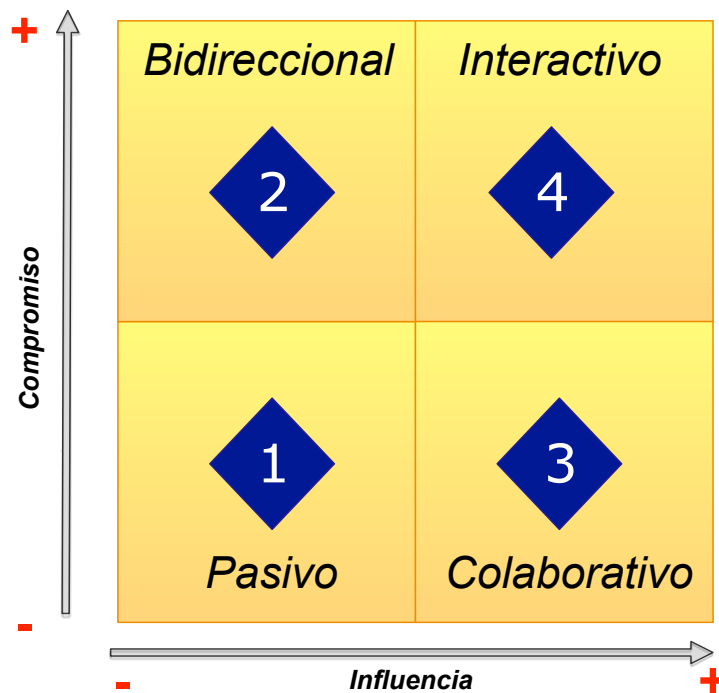 +
Bidireccional
Interactivo
2
4
Compromiso
1
3
Pasivo
Colaborativo
-
-
Influencia
+